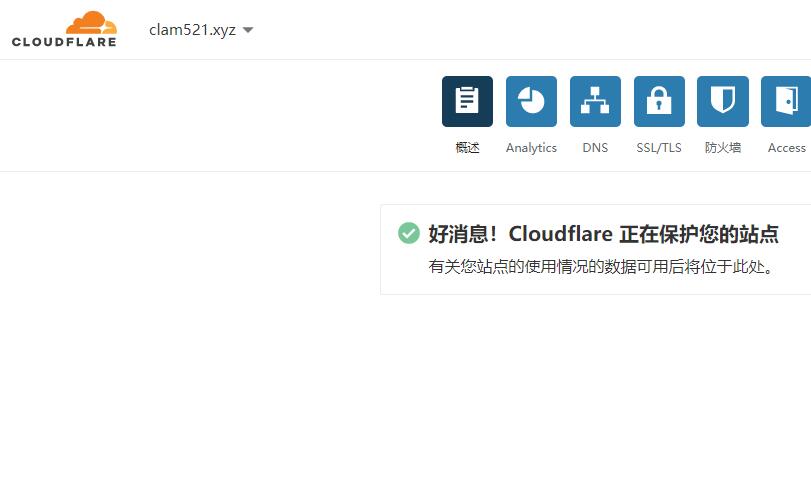 CLOUDFLARE
clam521.xyz
概述 Analytics DNS SSL/TLS 防火墙 Access
好消息！Cloudflare 正在保护您的站点
有关您站点的使用情况的数据可用后将位于此处。